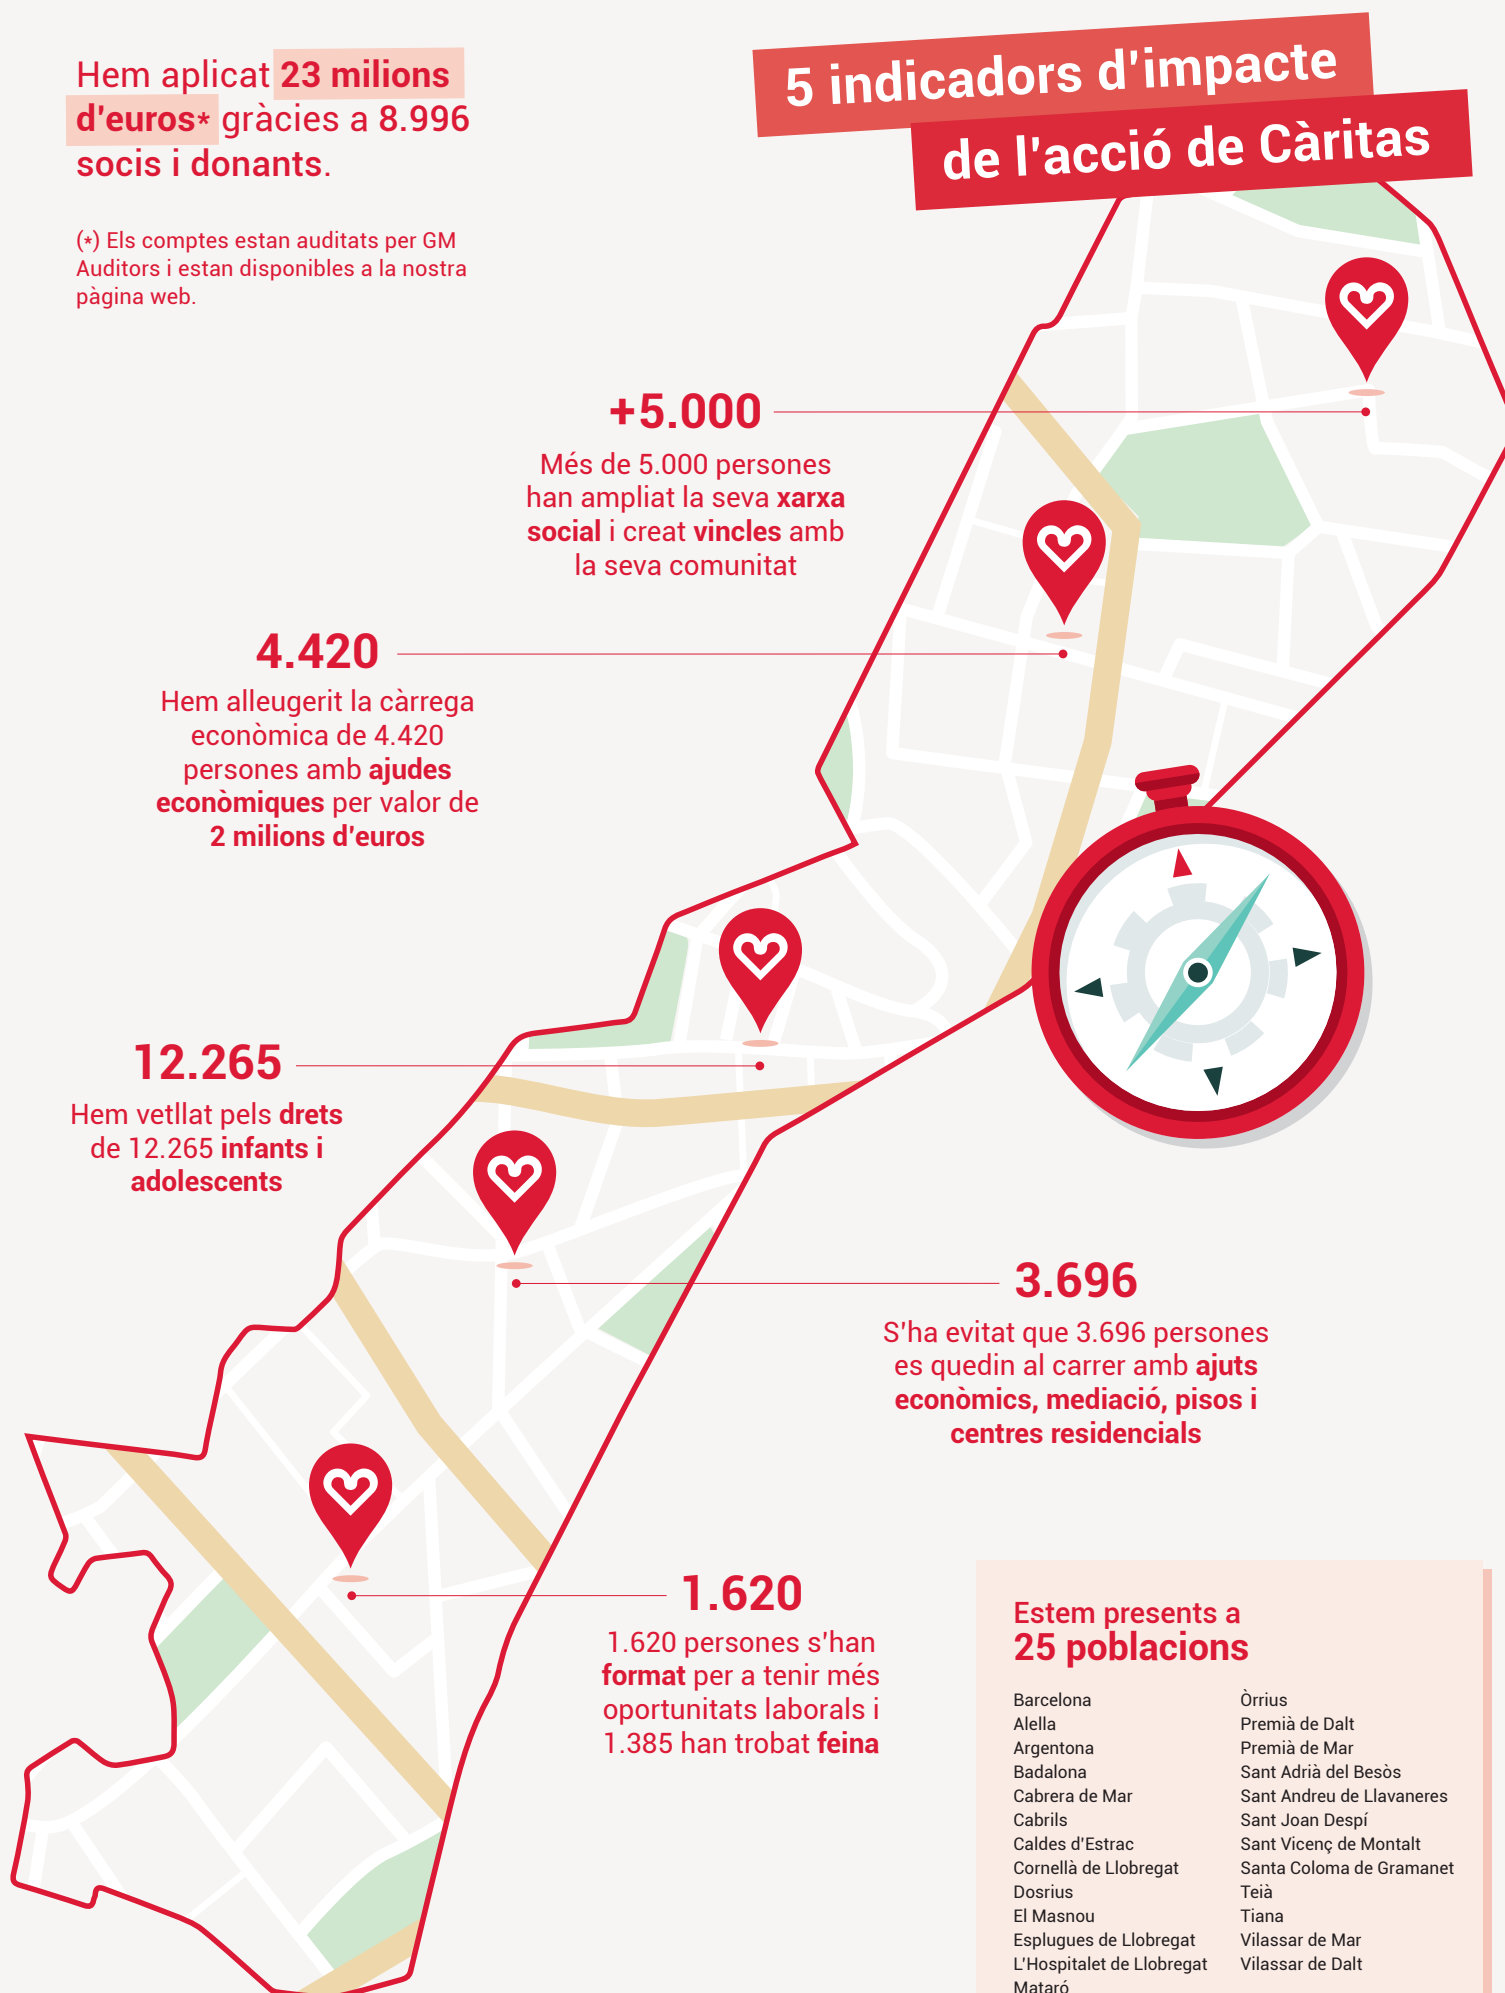 Hem aplicat 23 milions
d'euros* gràcies a 8.996
socis i donants.
(*) Els comptes estan auditats per GM
Auditors i estan disponibles a la nostra
pàgina web.
5 indicadors d'impacte
de l'acció de Càritas
+5.000
Més de 5.000 persones
han ampliat la seva xarxa
social i creat vincles amb
la seva comunitat
4.420
Hem alleugerit la càrrega
econòmica de 4.420
persones amb ajudes
econòmiques per valor de
2 milions d'euros
12.265
Hem vetllat pels drets
de 12.265 infants i
adolescents
3.696
S'ha evitat que 3.696 persones
es quedin al carrer amb ajuts
econòmics, mediació, pisos i
centres residencials
1.620
1.620 persones s'han
format per a tenir més
oportunitats laborals i
1.385 han trobat feina
Estem presents a
25 poblacions
Barcelona
Alella
Argentona
Badalona
Cabrera de Mar
Cabrils
Caldes d'Estrac
Cornellà de Llobregat
Dosrius
El Masnou
Esplugues de Llobregat
L'Hospitalet de Llobregat
Mataró
Òrrius
Premià de Dalt
Premià de Mar
Sant Adrià del Besòs
Sant Andreu de Llavaneres
Sant Joan Despí
Sant Vicenç de Montalt
Santa Coloma de Gramanet
Teià
Tiana
Vilassar de Mar
Vilassar de Dalt